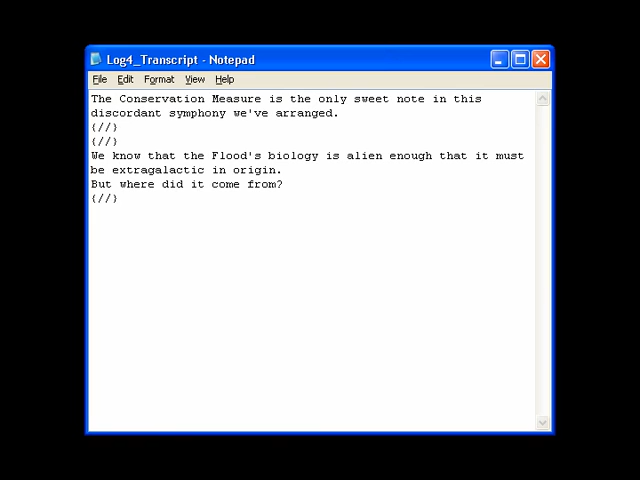 Log4_Transcript - Notepad
File Edit Format View Help
The Conservation Measure is the only sweet note in this
discordant symphony we've arranged.
{//}
{//}
We know that the Flood's biology is alien enough that it must
be extragalactic in origin.
But where did it come from?
{//}